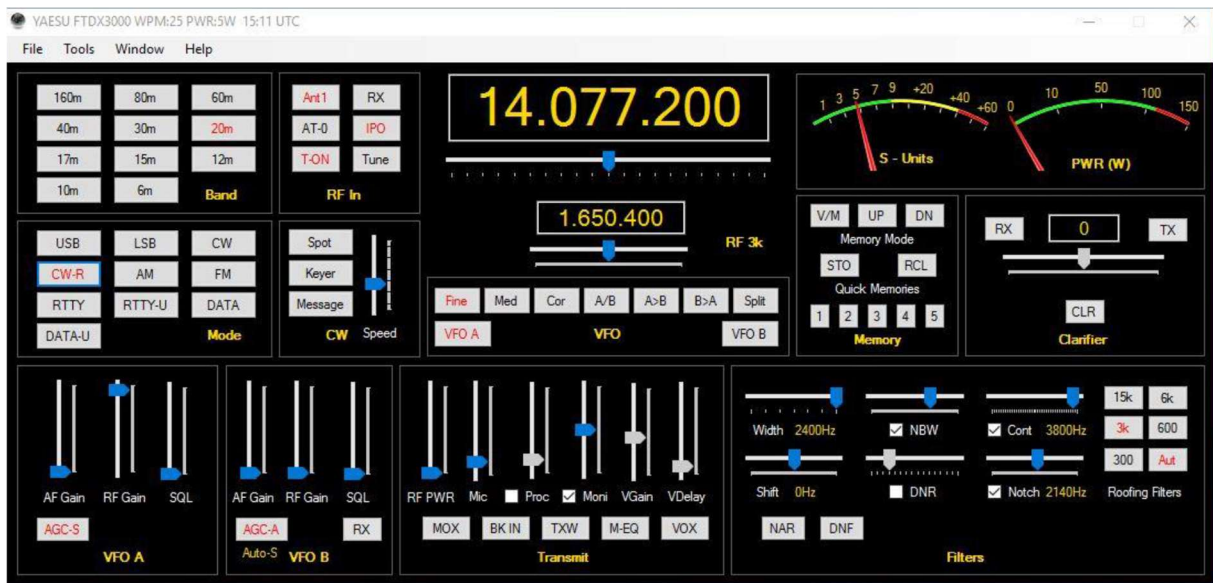 YAESU FTDX3000 WPM:25 PWR:5W 15:11 UTC
File Tools Window Help
160m 80m 60m
40m 30m 20m
17m 15m 12m
10m 6m Band
Ant1 RX
AT-0 IPO
T-ON Tune
RF In
14.077.200
1 3 5 7 9 +20 +40 +60
S - Units
0 10 50 100 150
PWR (W)
USB LSB CW
CW-R AM FM
RTTY RTTY-U DATA
DATA-U Mode
Spot
Keyer
Message
CW Speed
1.650.400
RF 3k
Fine Med Cor A/B A>B B>A Split
VFO A VFO VFO B
V/M UP DN
Memory Mode
STO RCL
Quick Memories
1 2 3 4 5
Memory
RX 0 TX
CLR
Clarifier
AF Gain RF Gain SQL
AGC-S
VFO A
AF Gain RF Gain SQL
AGC-A RX
Auto-S VFO B
RF PWR Mic Proc Moni VGain VDelay
MOX BK IN TXW M-EQ VOX
Transmit
Width 2400Hz NBW Cont 3800Hz
Shift 0Hz DNR Notch 2140Hz
NAR DNF
15k 6k
3k 600
300 Aut
Roofing Filters
Filters